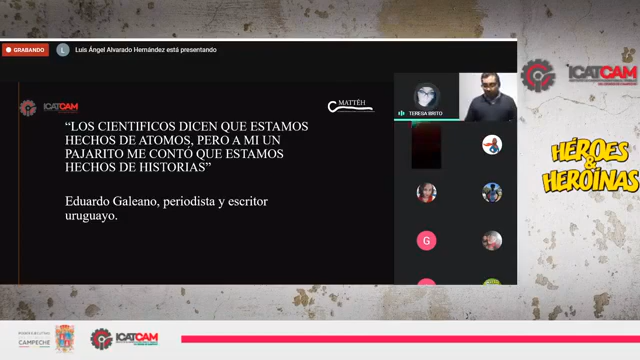 GRABANDO
L
Luis Ángel Alvarado Hernández está presentando
ICATCAM
MATTÉH
“LOS CIENTIFICOS DICEN QUE ESTAMOS
HECHOS DE ATOMOS, PERO A MI UN
PAJARITO ME CONTÓ QUE ESTAMOS
HECHOS DE HISTORIAS”
Eduardo Galeano, periodista y escritor
uruguayo.
TERESA BRITO
G
ICATCAM
HÉROES
&
HEROÍNAS
CAMPECHE
ICATCAM